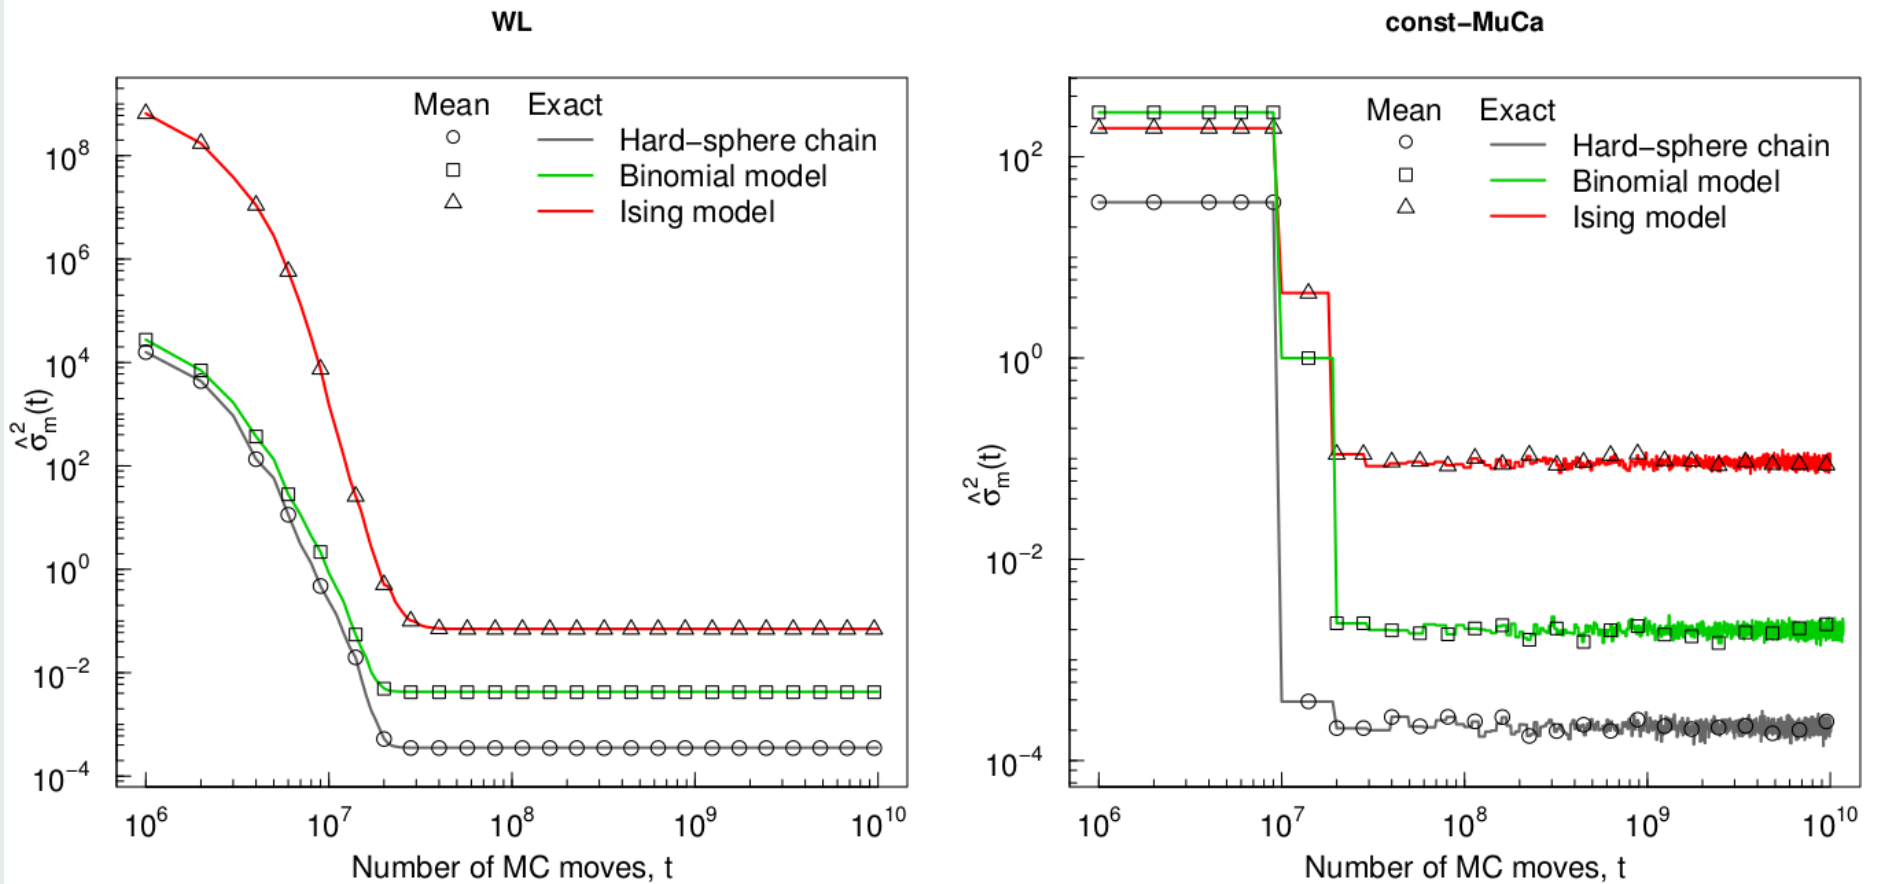 WL
Mean Exact
Hard−sphere chain
Binomial model
Ising model
10^8
10^6
10^4
10^2
10^0
10^−2
10^−4
σ̂²ₘ(t)
10^6 10^7 10^8 10^9 10^10
Number of MC moves, t
const−MuCa
Mean Exact
Hard−sphere chain
Binomial model
Ising model
10^2
10^0
10^−2
10^−4
σ̂²ₘ(t)
10^6 10^7 10^8 10^9 10^10
Number of MC moves, t